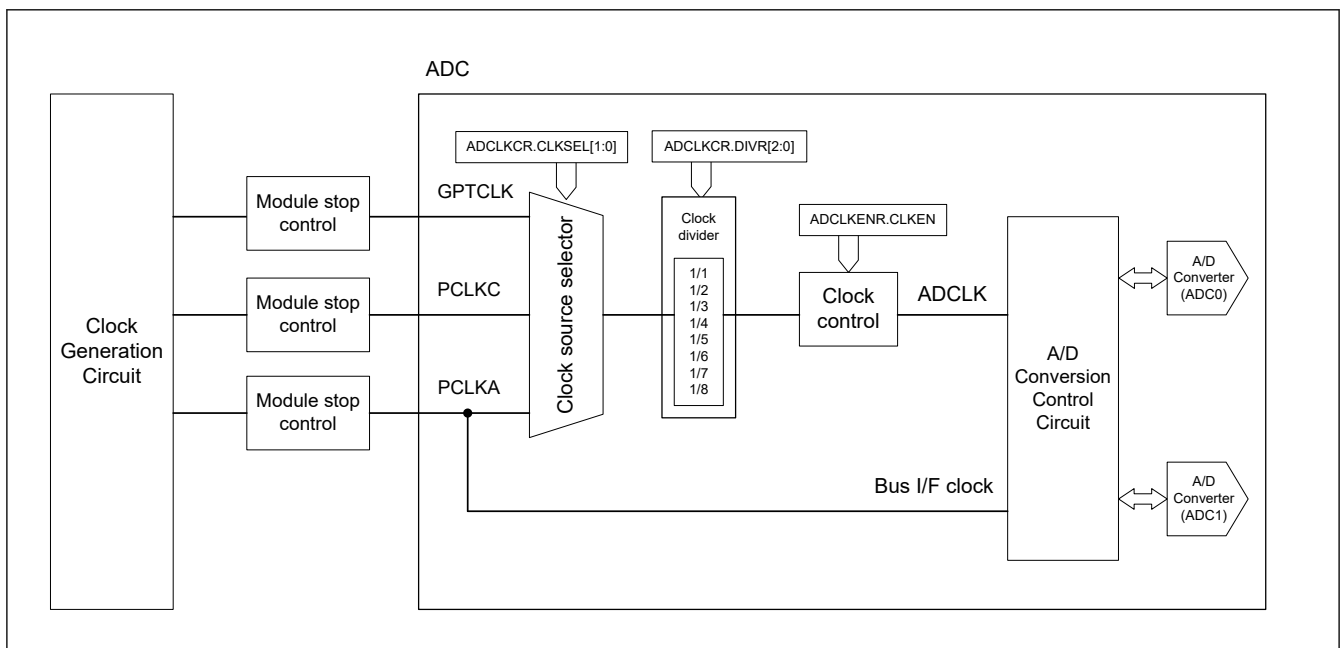 ADC
ADCLKCR.CLKSEL[1:0]
ADCLKCR.DIVR[2:0]
GPTCLK
Module stop
control
Clock
divider
ADCLKENR.CLKEN
A/D
Converter
(ADC0)
1/1
1/2
1/3
1/4
1/5
1/6
1/7
1/8
PCLKC
Module stop
control
Clock source selector
Clock
control
ADCLK
Clock
Generation
Circuit
A/D
Conversion
Control
Circuit
PCLKA
Module stop
control
Bus I/F clock
A/D
Converter
(ADC1)